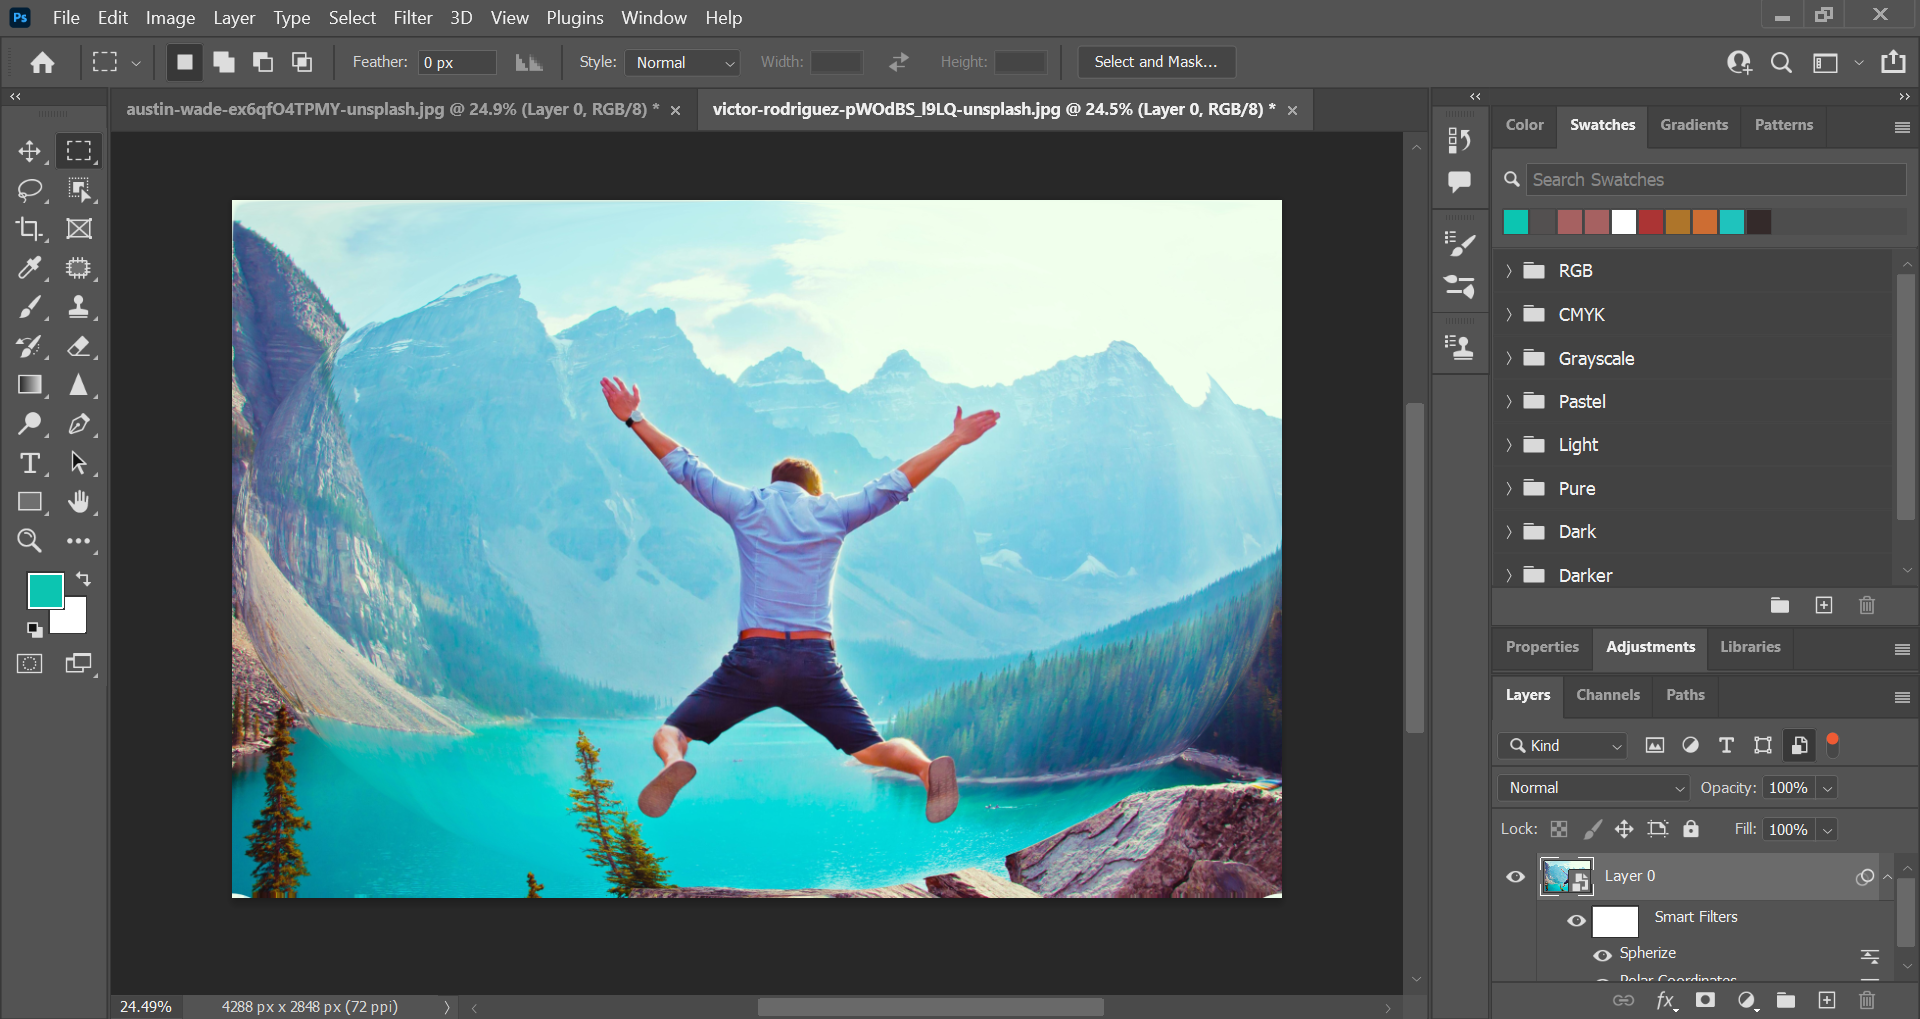 Ps File Edit Image Layer Type Select Filter 3D View Plugins Window Help
Feather: 0 px Style: Normal Width: Height: Select and Mask...
austin-wade-ex6qfO4TPMY-unsplash.jpg @ 24.9% (Layer 0, RGB/8) * victor-rodriguez-pWOdBS_l9LQ-unsplash.jpg @ 24.5% (Layer 0, RGB/8) *
Color Swatches Gradients Patterns
Search Swatches
RGB
CMYK
Grayscale
Pastel
Light
Pure
Dark
Darker
Properties Adjustments Libraries
Layers Channels Paths
Kind
Normal Opacity: 100%
Lock: Fill: 100%
Layer 0
Smart Filters
Spherize
Polar Coordinates
24.49% 4288 px x 2848 px (72 ppi)
fx